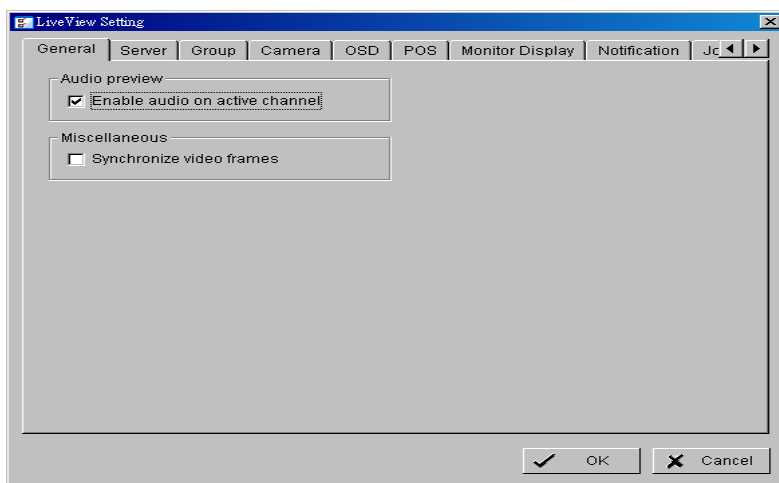 LiveView Setting
General Server Group Camera OSD POS Monitor Display Notification
Audio preview
Enable audio on active channel
Miscellaneous
Synchronize video frames
OK Cancel